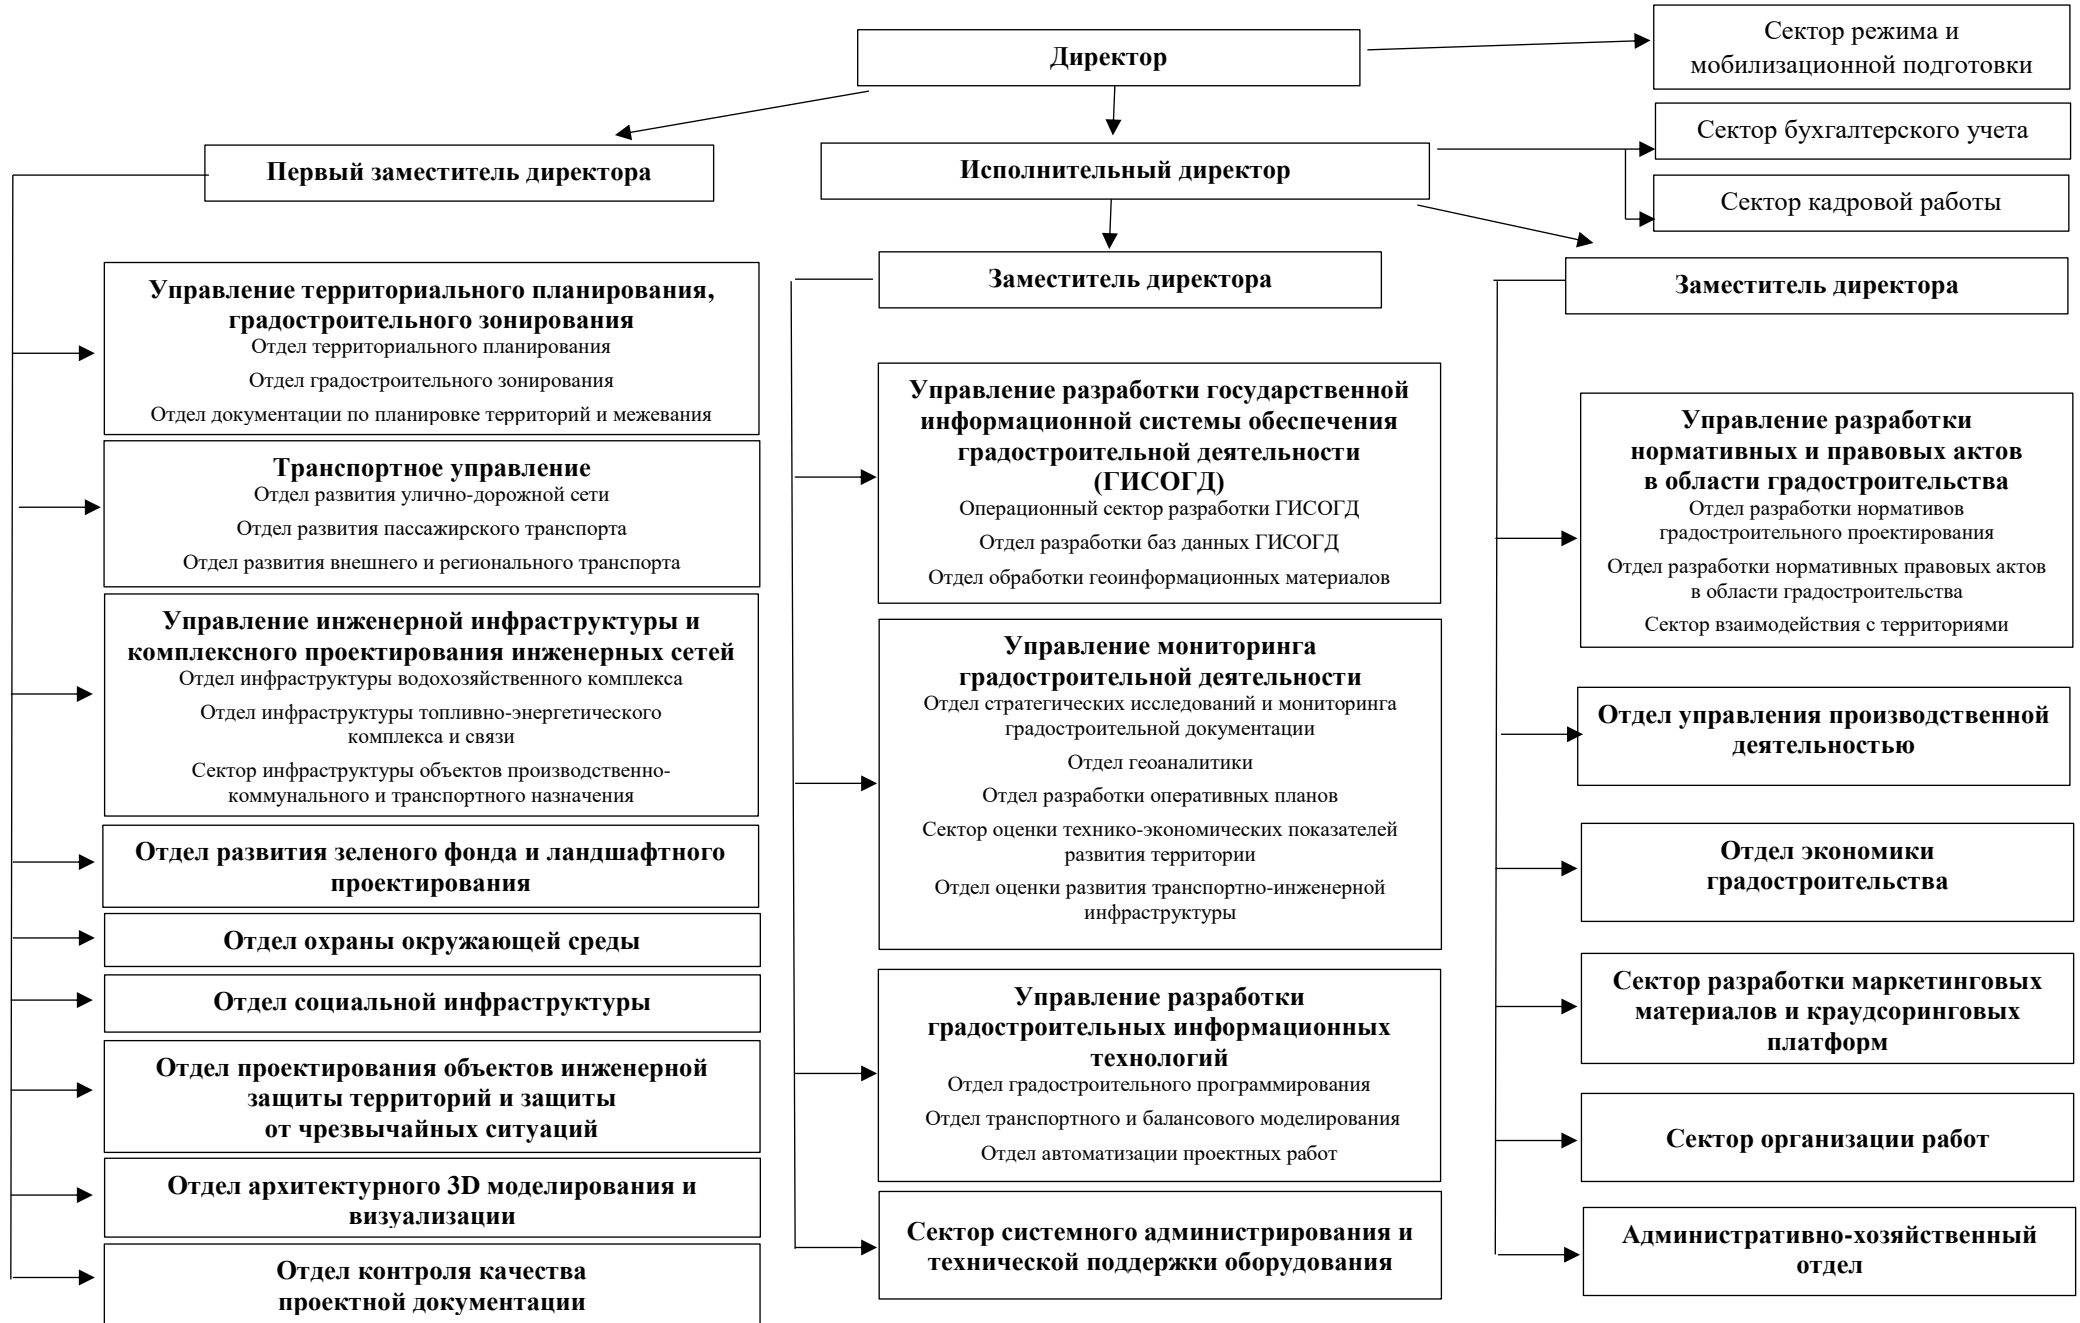 Директор
Сектор режима и
мобилизационной подготовки
Сектор бухгалтерского учета
Сектор кадровой работы
Первый заместитель директора
Исполнительный директор
Заместитель директора
Заместитель директора
Управление территориального планирования,
градостроительного зонирования
Отдел территориального планирования
Отдел градостроительного зонирования
Отдел документации по планировке территорий и межевания
Транспортное управление
Отдел развития улично-дорожной сети
Отдел развития пассажирского транспорта
Отдел развития внешнего и регионального транспорта
Управление инженерной инфраструктуры и
комплексного проектирования инженерных сетей
Отдел инфраструктуры водохозяйственного комплекса
Отдел инфраструктуры топливно-энергетического
комплекса и связи
Сектор инфраструктуры объектов производственно-
коммунального и транспортного назначения
Отдел развития зеленого фонда и ландшафтного
проектирования
Отдел охраны окружающей среды
Отдел социальной инфраструктуры
Отдел проектирования объектов инженерной
защиты территорий и защиты
от чрезвычайных ситуаций
Отдел архитектурного 3D моделирования и
визуализации
Отдел контроля качества
проектной документации
Управление разработки государственной
информационной системы обеспечения
градостроительной деятельности
(ГИСОГД)
Операционный сектор разработки ГИСОГД
Отдел разработки баз данных ГИСОГД
Отдел обработки геоинформационных материалов
Управление мониторинга
градостроительной деятельности
Отдел стратегических исследований и мониторинга
градостроительной документации
Отдел геоаналитики
Отдел разработки оперативных планов
Сектор оценки технико-экономических показателей
развития территории
Отдел оценки развития транспортно-инженерной
инфраструктуры
Управление разработки
градостроительных информационных
технологий
Отдел градостроительного программирования
Отдел транспортного и балансового моделирования
Отдел автоматизации проектных работ
Сектор системного администрирования и
технической поддержки оборудования
Управление разработки
нормативных и правовых актов
в области градостроительства
Отдел разработки нормативов
градостроительного проектирования
Отдел разработки нормативных правовых актов
в области градостроительства
Сектор взаимодействия с территориями
Отдел управления производственной
деятельностью
Отдел экономики
градостроительства
Сектор разработки маркетинговых
материалов и краудсоринговых
платформ
Сектор организации работ
Административно-хозяйственный
отдел